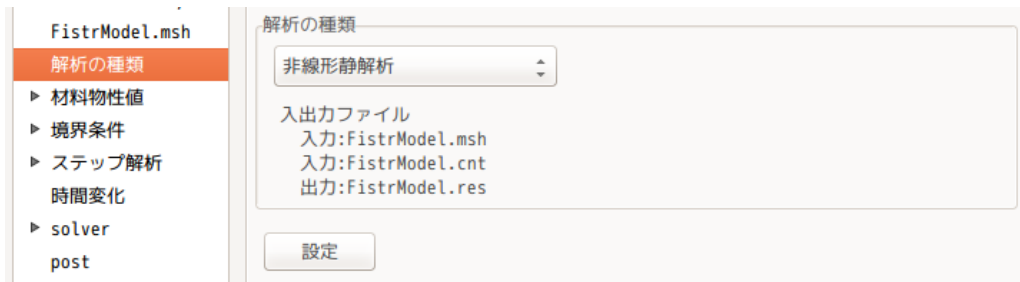 FistrModel.msh
解析の種類
材料物性値
境界条件
ステップ解析
時間変化
solver
post
解析の種類
非線形静解析
入出力ファイル
入力:FistrModel.msh
入力:FistrModel.cnt
出力:FistrModel.res
設定